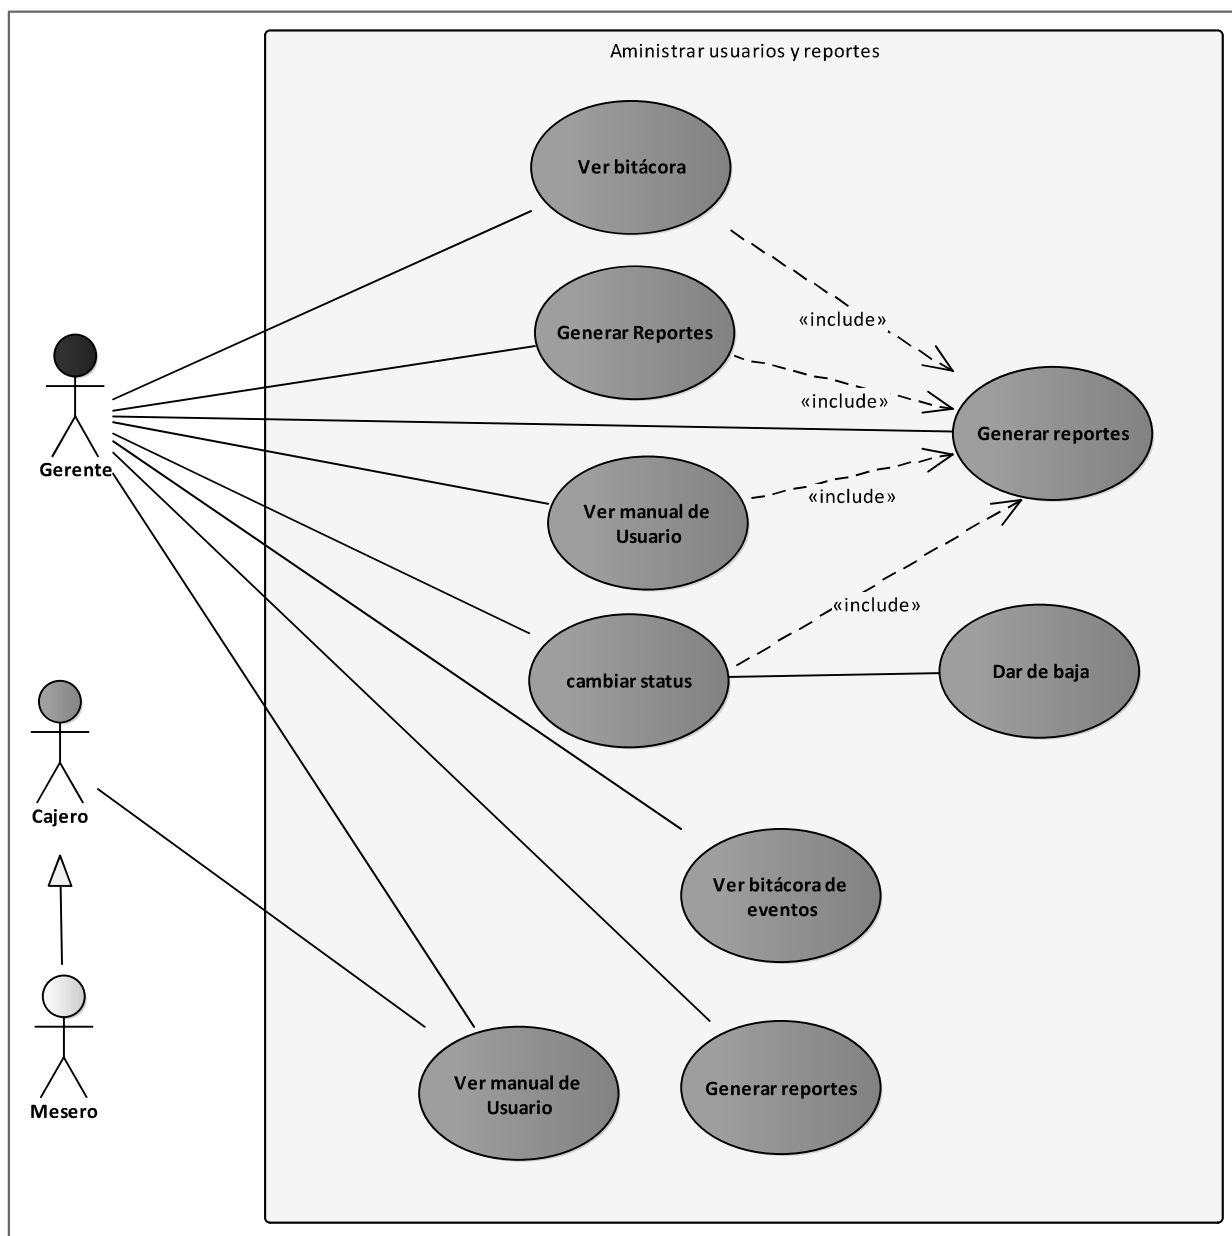 Aministrar usuarios y reportes
Ver bitácora
«include»
Generar Reportes
«include»
Generar reportes
Gerente
«include»
Ver manual de
Usuario
«include»
cambiar status
Dar de baja
Cajero
Ver bitácora de
eventos
Ver manual de
Usuario
Generar reportes
Mesero